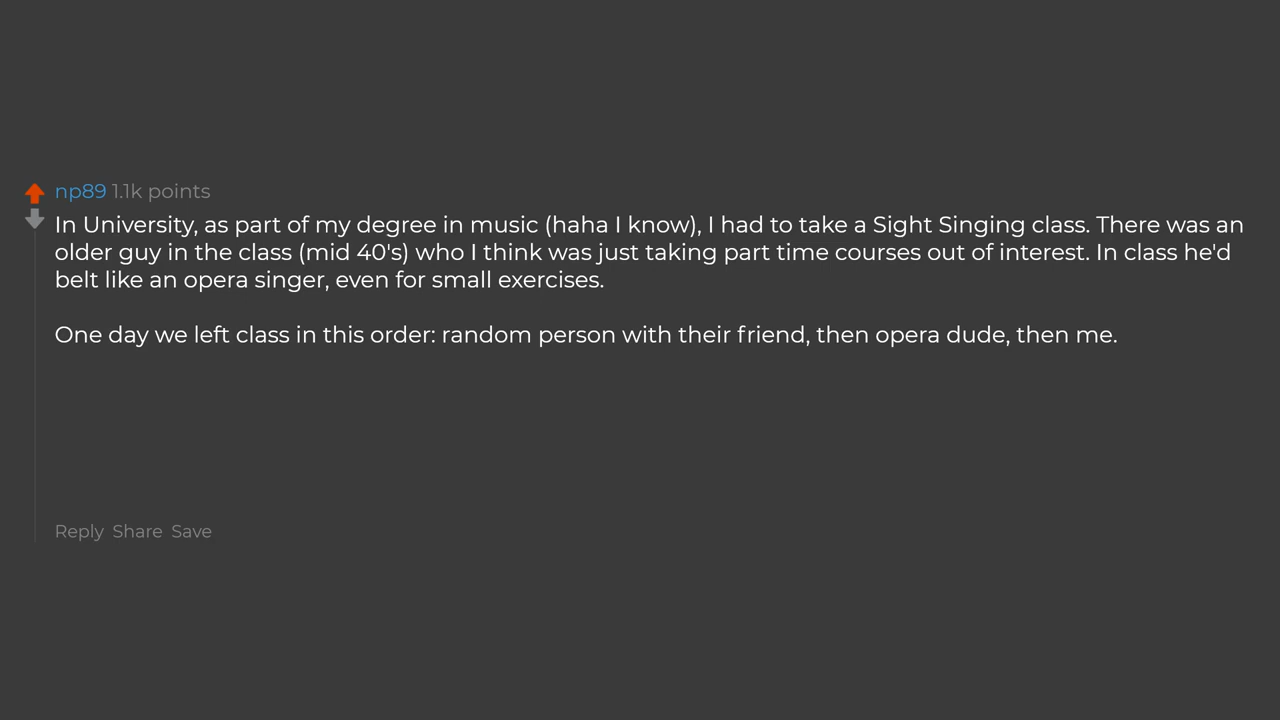 np89 1.1k points
In University, as part of my degree in music (haha I know), I had to take a Sight Singing class. There was an
older guy in the class (mid 40's) who I think was just taking part time courses out of interest. In class he'd
belt like an opera singer, even for small exercises.
One day we left class in this order: random person with their friend, then opera dude, then me.
Reply Share Save